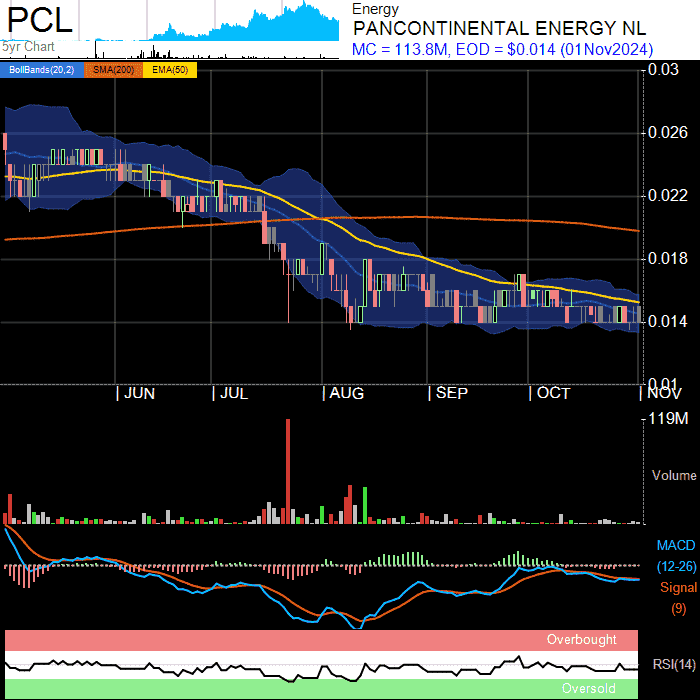 PCL
5yr Chart
Energy
PANCONTINENTAL ENERGY NL
MC = 113.8M, EOD = $0.014 (01Nov2024)
BollBands(20,2) SMA(200) EMA(50)
0.03
0.026
0.022
0.018
0.014
0.01
JUN JUL AUG SEP OCT NOV
119M
Volume
MACD
(12-26)
Signal
(9)
Overbought
RSI(14)
Oversold